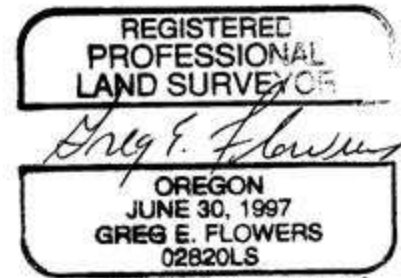 REGISTERED
PROFESSIONAL
LAND SURVEYOR
Greg E. Flowers
OREGON
JUNE 30, 1997
GREG E. FLOWERS
02820LS